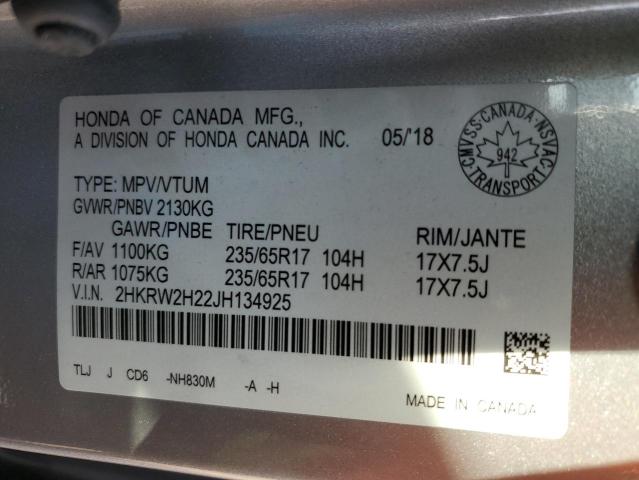 HONDA OF CANADA MFG.,
A DIVISION OF HONDA CANADA INC. 05/'18
CMVSS·CANADA·NSVAC·TRANSPORT·
942
TYPE: MPV/VTUM
GVWR/PNBV 2130KG
GAWR/PNBE TIRE/PNEU RIM/JANTE
F/AV 1100KG 235/65R17 104H 17X7.5J
R/AR 1075KG 235/65R17 104H 17X7.5J
V.I.N. 2HKRW2H22JH134925
TLJ J CD6 -NH830M -A -H
MADE IN CANADA